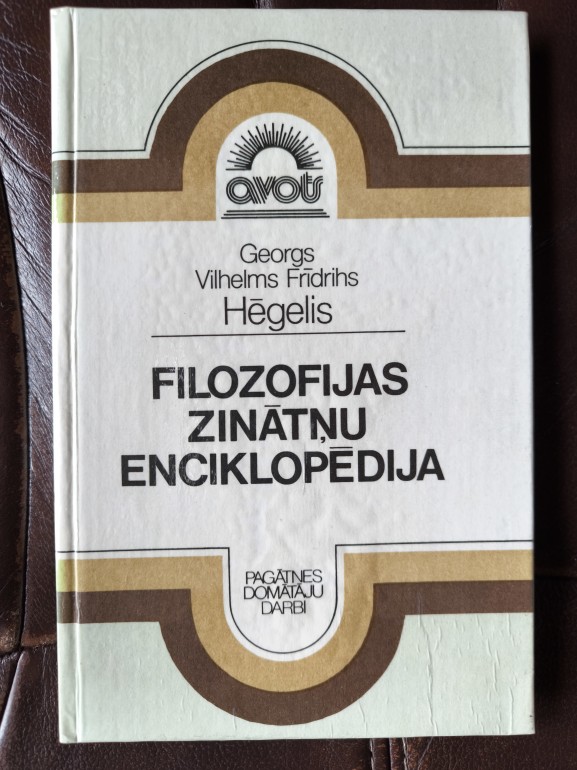 avots
Georgs
Vilhelms Frīdrihs
Hēgelis
FILOZOFIJAS
ZINĀTŅU
ENCIKLOPĒDIJA
PAGĀTNES
DOMĀTĀJU
DARBI